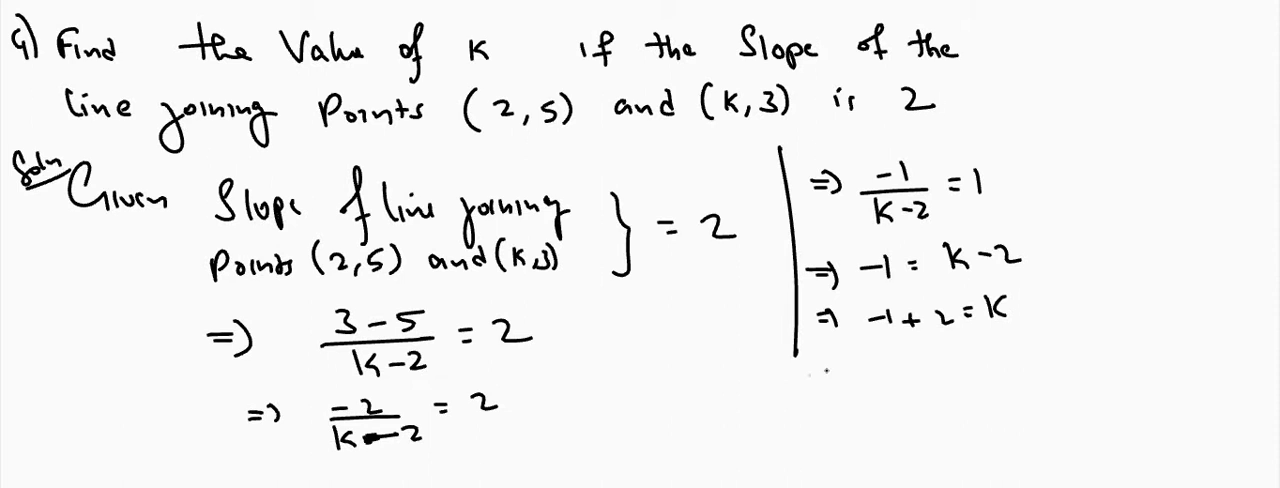 Q) Find the Value of K if the Slope of the
line joining Points (2,5) and (K,3) is 2
Soln Given Slope of line joining
Points (2,5) and (K,3) } = 2
=> 3-5/K-2 = 2
=> -2/K-2 = 2
=> -1/K-2 = 1
=> -1 = K-2
=> -1+2=K